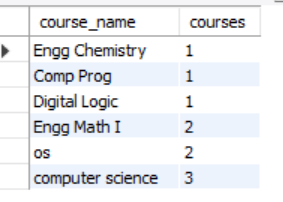 course_name courses
Engg Chemistry 1
Comp Prog 1
Digital Logic 1
Engg Math I 2
os 2
computer science 3